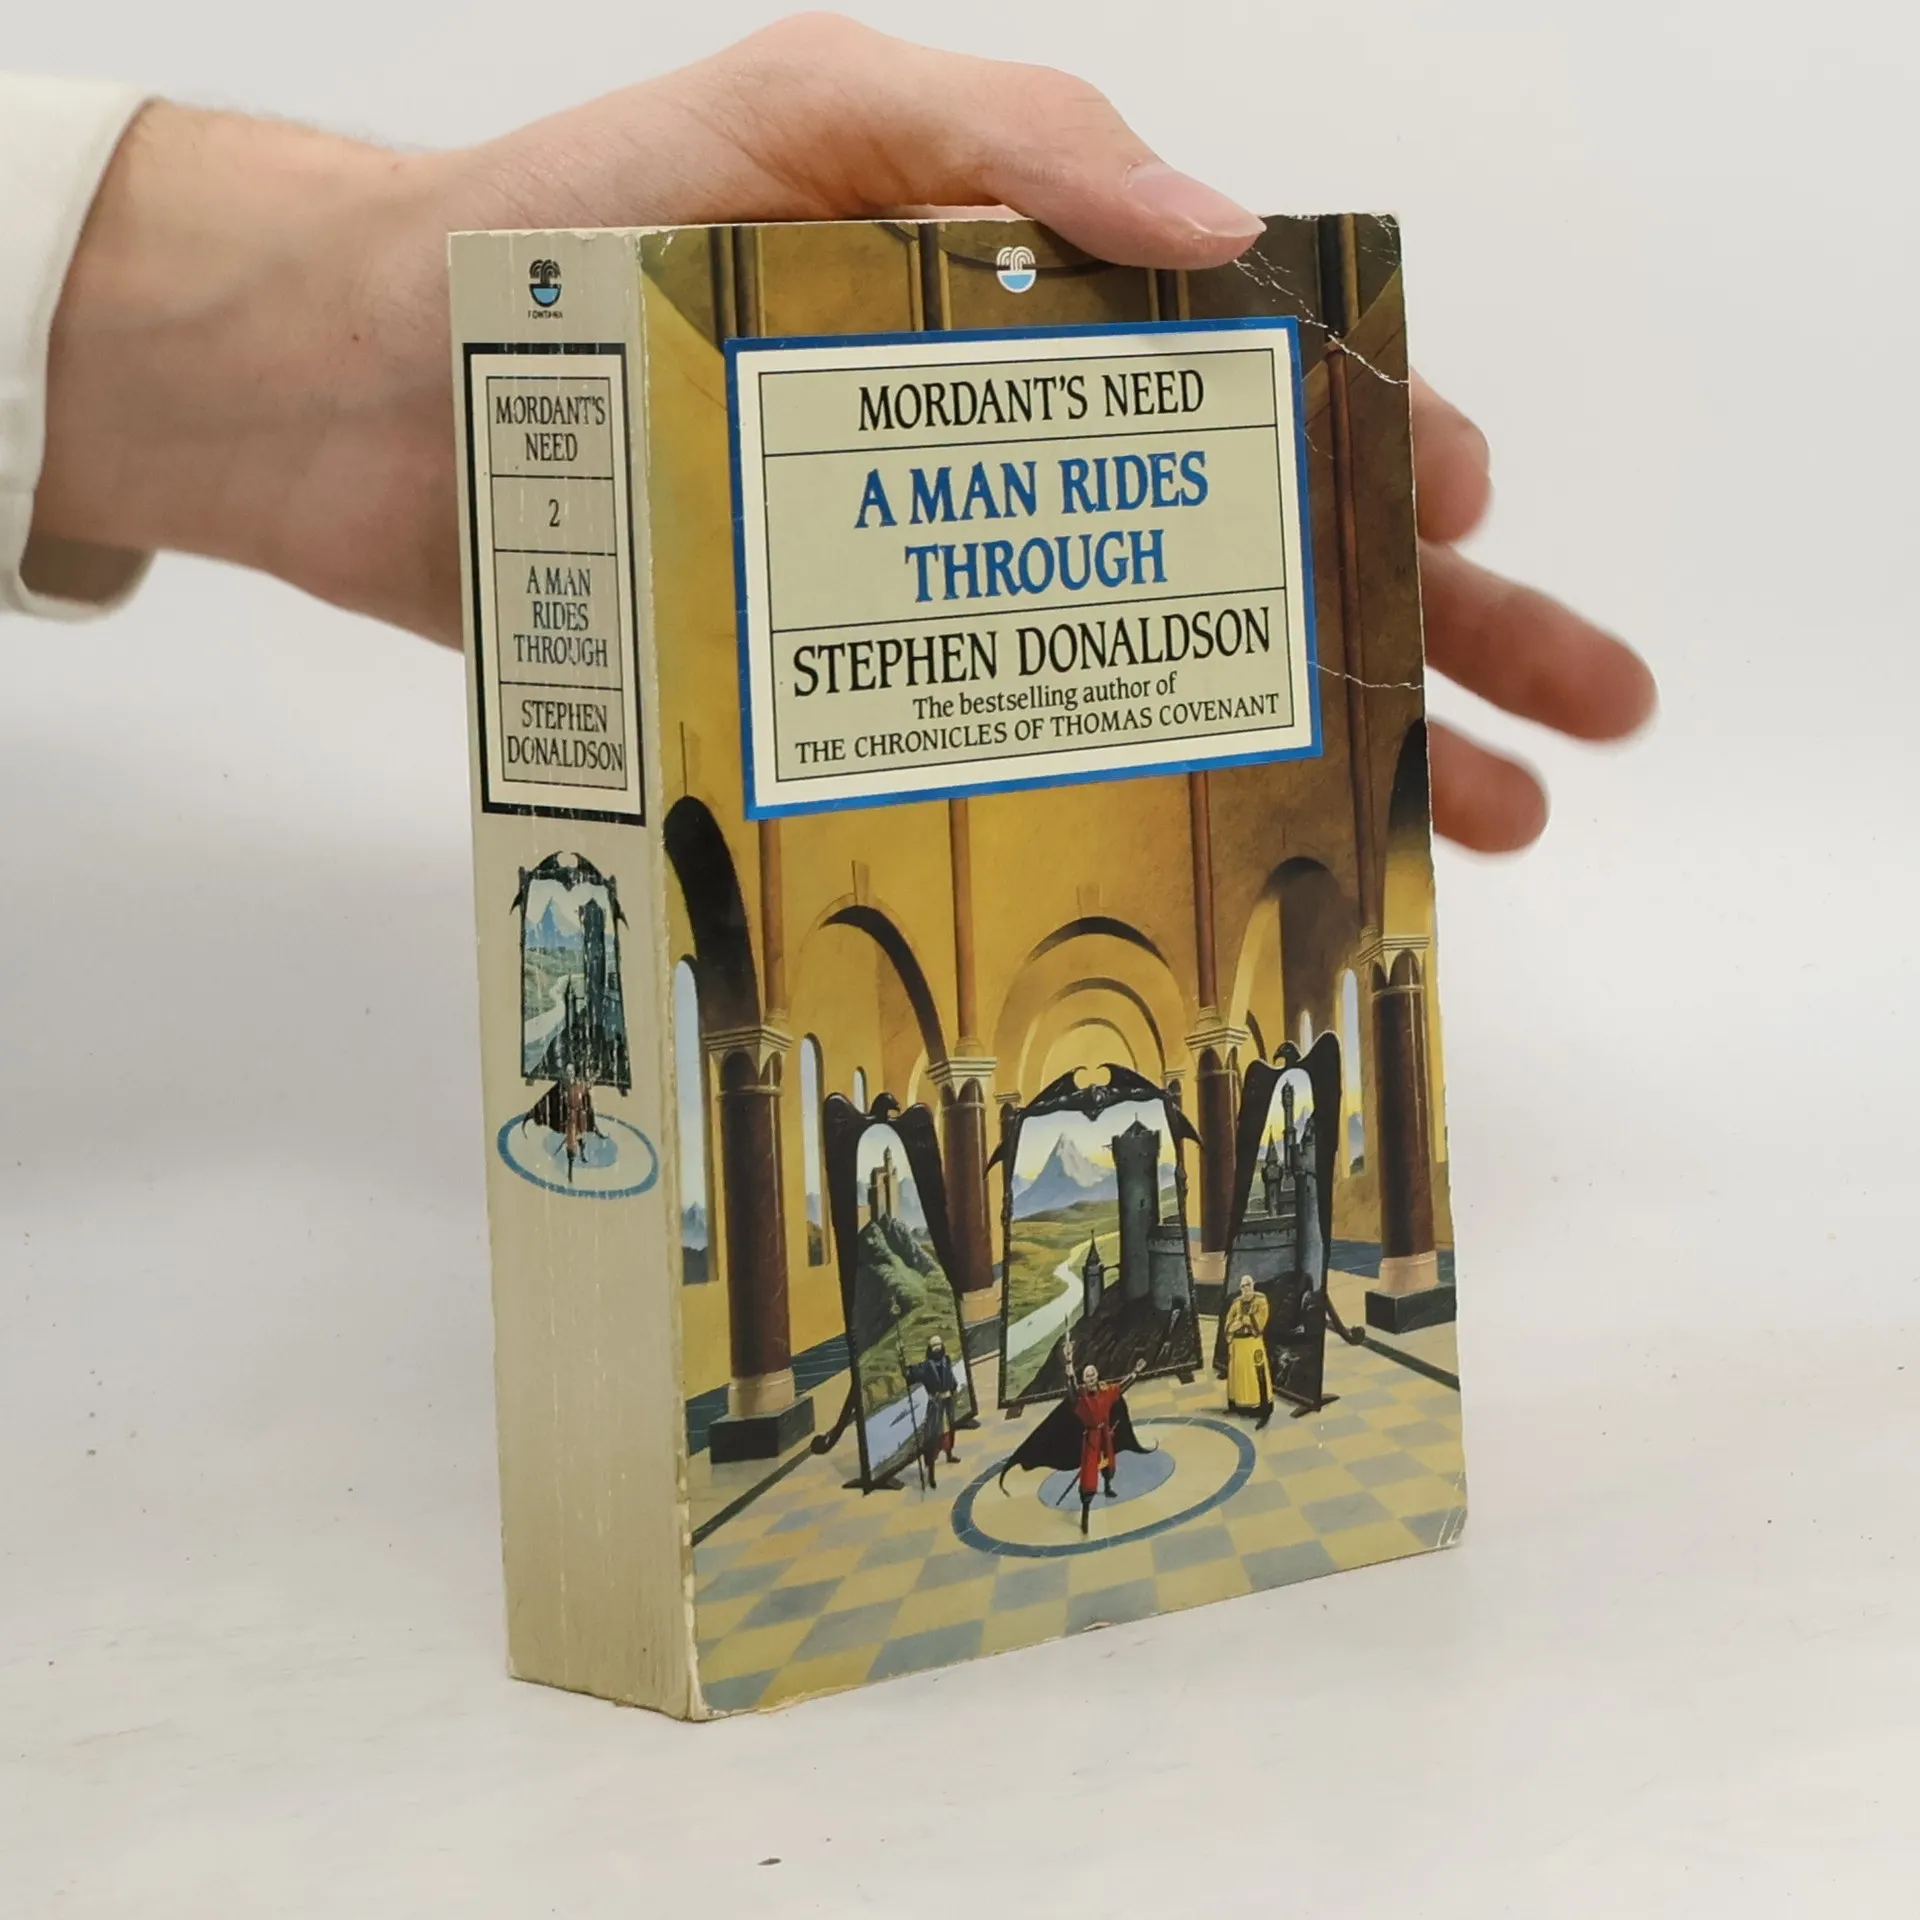 FONTANA
MORDANT'S
NEED
2
A MAN
RIDES
THROUGH
STEPHEN
DONALDSON
MORDANT'S NEED
A MAN RIDES
THROUGH
STEPHEN DONALDSON
The bestselling author of
THE CHRONICLES OF THOMAS COVENANT